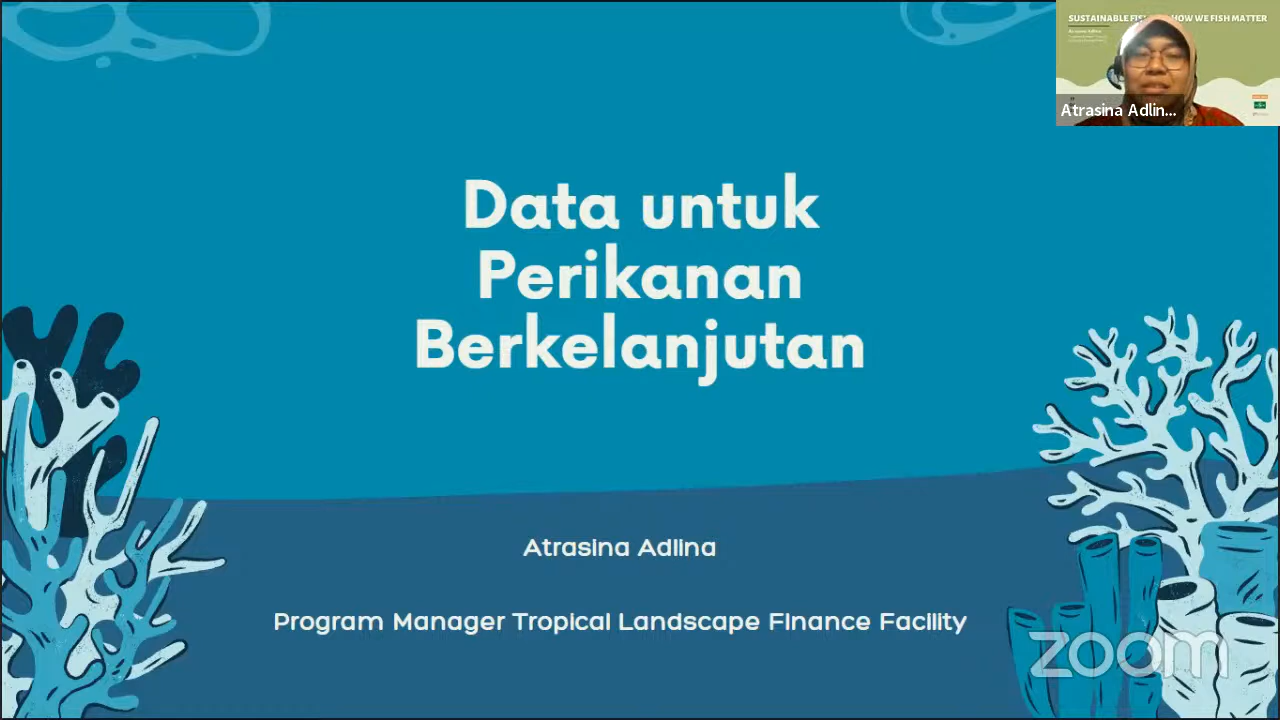 SUSTAINABLE FISHING: HOW WE FISH MATTER
Atrasina Adlin...
Data untuk
Perikanan
Berkelanjutan
Atrasina Adlina
Program Manager Tropical Landscape Finance Facility
zoom